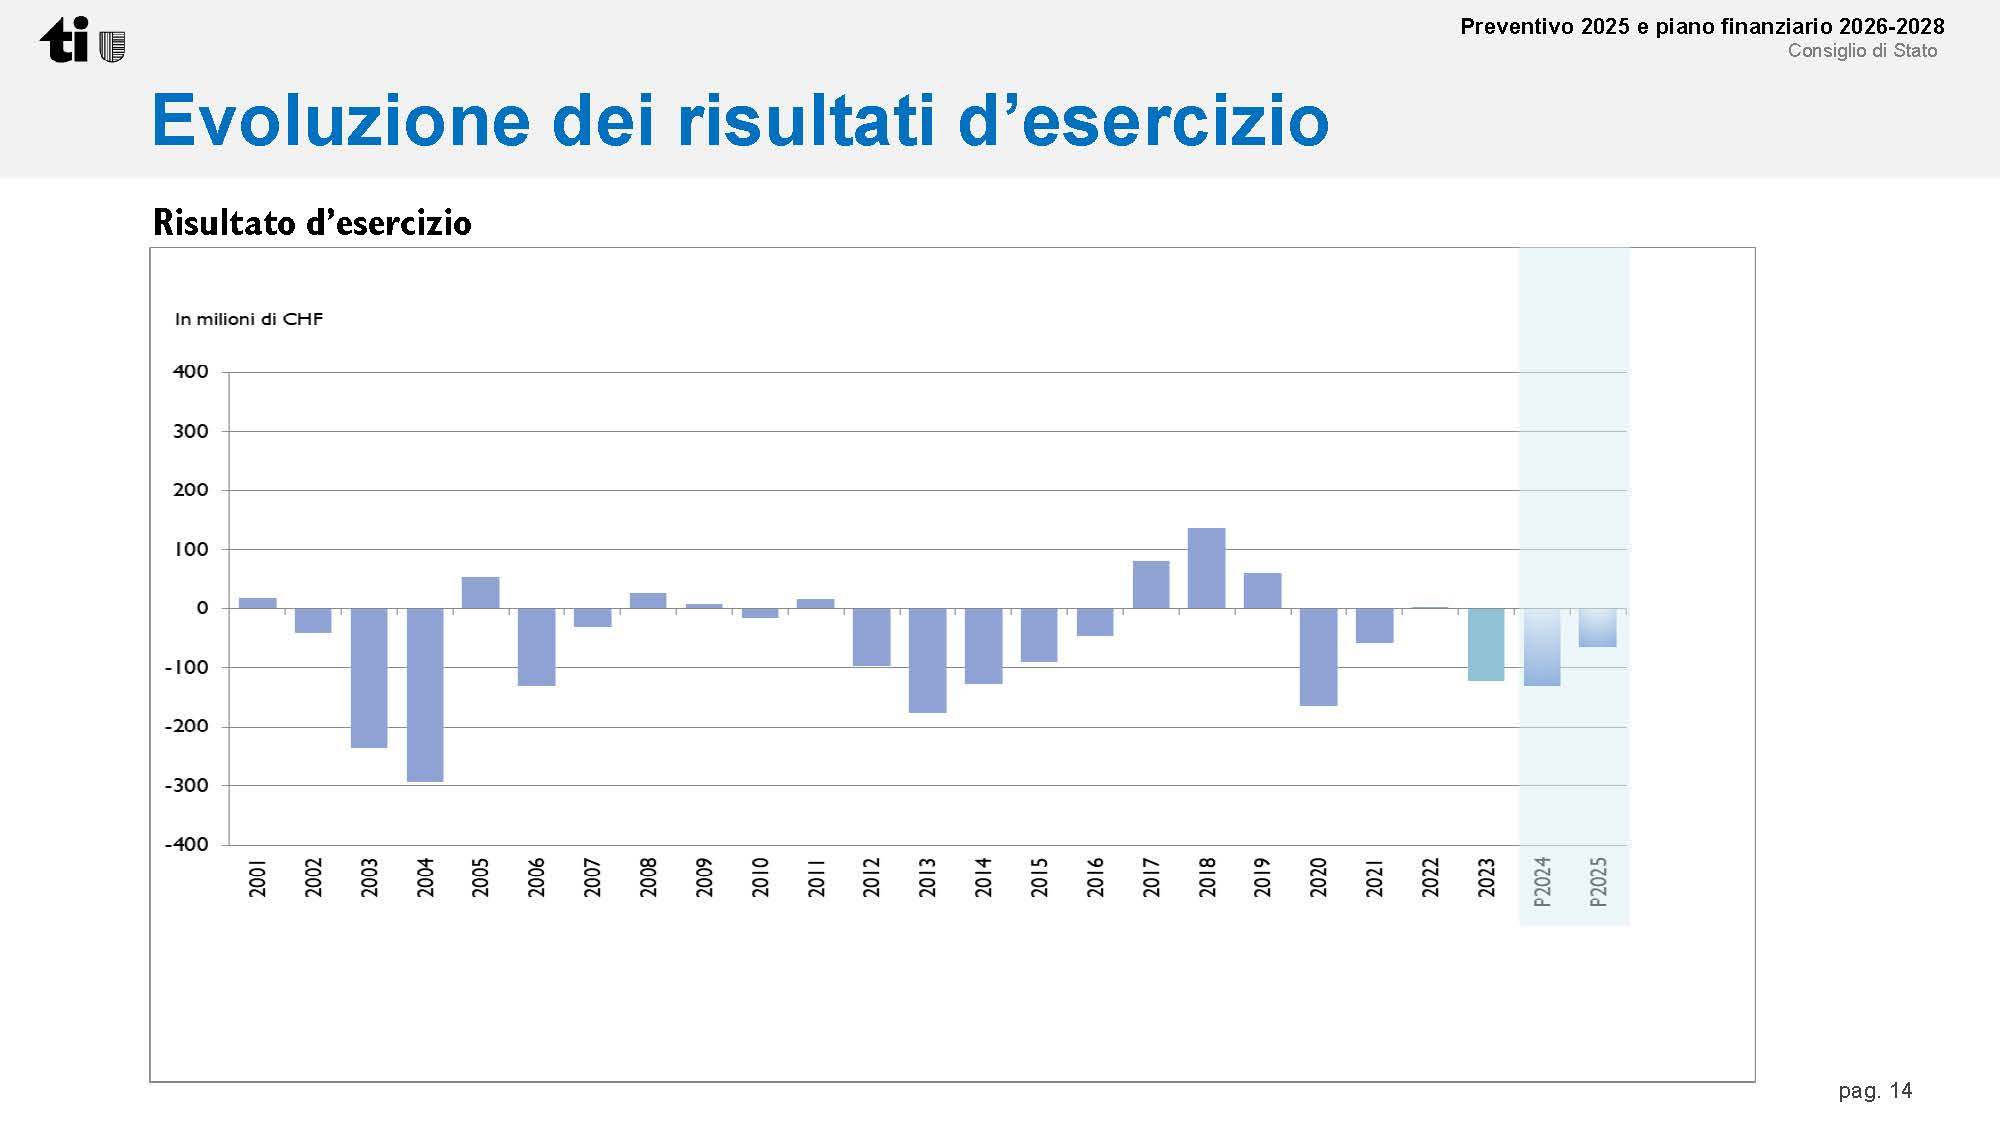 ti
Preventivo 2025 e piano finanziario 2026-2028
Consiglio di Stato
Evoluzione dei risultati d’esercizio
Risultato d’esercizio
In milioni di CHF
400
300
200
100
0
-100
-200
-300
-400
2001 2002 2003 2004 2005 2006 2007 2008 2009 2010 2011 2012 2013 2014 2015 2016 2017 2018 2019 2020 2021 2022 2023 P2024 P2025
pag. 14